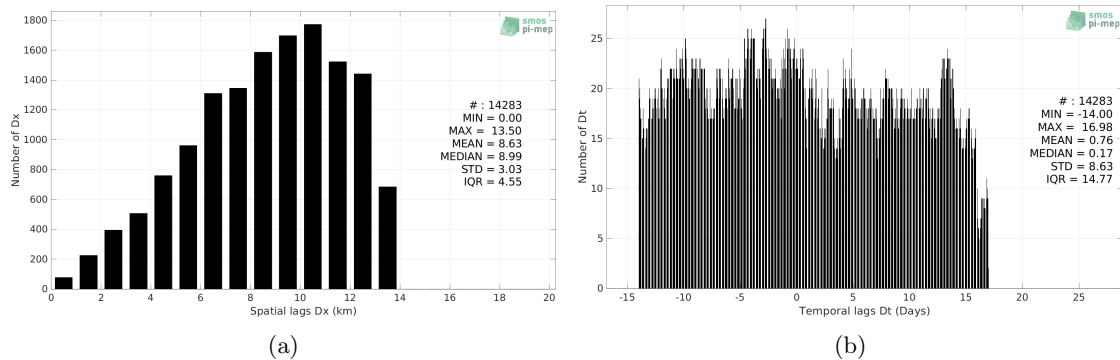 1800
1600
1400
1200
1000
800
600
400
200
0
Number of Dx
smos
pi-mep
# : 14283
MIN = 0.00
MAX = 13.50
MEAN = 8.63
MEDIAN = 8.99
STD = 3.03
IQR = 4.55
0 2 4 6 8 10 12 14 16 18 20
Spatial lags Dx (km)
(a)
25
20
15
10
5
0
Number of Dt
smos
pi-mep
# : 14283
MIN = -14.00
MAX = 16.98
MEAN = 0.76
MEDIAN = 0.17
STD = 8.63
IQR = 14.77
-15 -10 -5 0 5 10 15 20 25
Temporal lags Dt (Days)
(b)